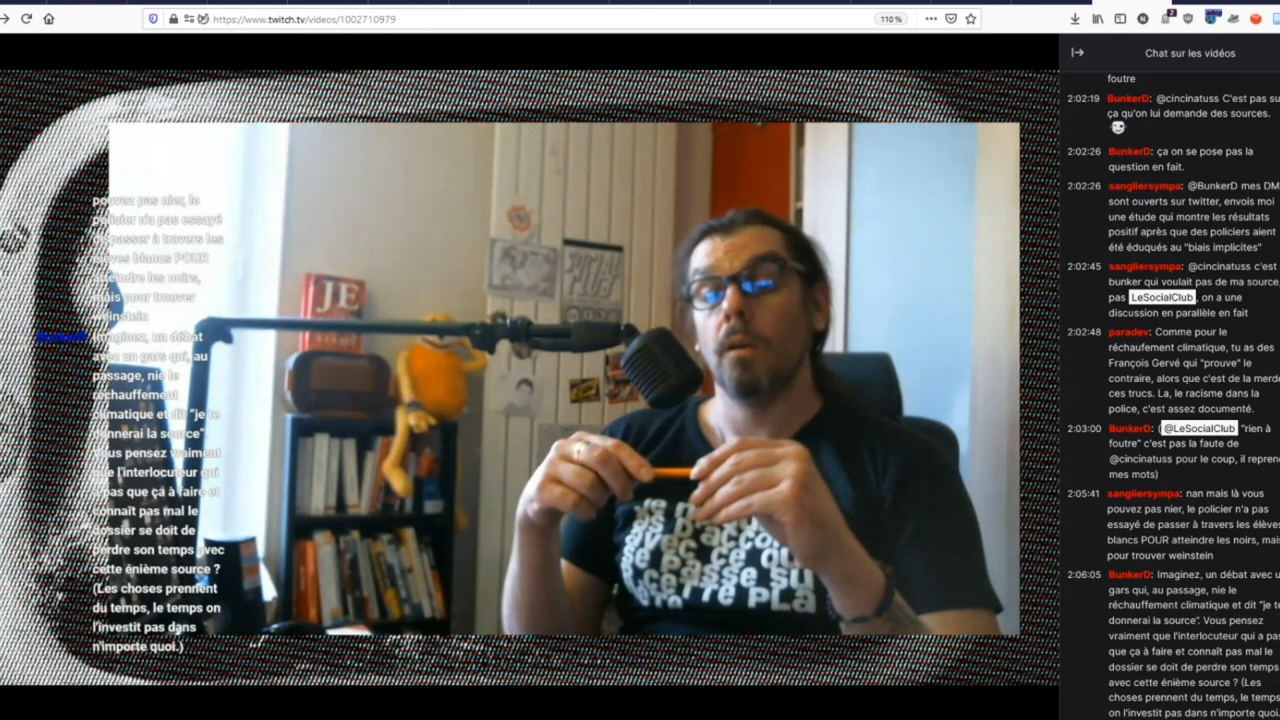 https://www.twitch.tv/videos/1002710979
110%
2
Chat sur les vidéos
pouvez pas nier, le
policier n'a pas essayé
de passer à travers les
élèves blancs POUR
atteindre les noirs,
mais pour trouver
weinstein
BunkerD Imaginez, un débat
avec un gars qui, au
passage, nie le
réchauffement
climatique et dit "je te
donnerai la source".
Vous pensez vraiment
que l'interlocuteur qui
a pas que ça à faire et
connaît pas mal le
dossier se doit de
perdre son temps avec
cette énième source ?
(Les choses prennent
du temps, le temps on
l'investit pas dans
n'importe quoi.)
JE
foutre
2:02:19 BunkerD: @cincinatuss C'est pas su
ça qu'on lui demande des sources.
2:02:26 BunkerD: ça on se pose pas la
question en fait.
2:02:26 sangliersympa: @BunkerD mes DM
sont ouverts sur twitter, envois moi
une étude qui montre les résultats
positif après que des policiers aient
été éduqués au "biais implicites"
2:02:45 sangliersympa: @cincinatuss c'est
bunker qui voulait pas de ma source,
pas LeSocialClub, on a une
discussion en parallèle en fait
2:02:48 paradev: Comme pour le
réchaufement climatique, tu as des
François Gervé qui "prouve" le
contraire, alors que c'est de la merde
ces trucs. La, le racisme dans la
police, c'est assez documenté.
2:03:00 BunkerD: (@LeSocialClub "rien à
foutre" c'est pas la faute de
@cincinatuss pour le coup, il repren
mes mots)
2:05:41 sangliersympa: nan mais là vous
pouvez pas nier, le policier n'a pas
essayé de passer à travers les élève
blancs POUR atteindre les noirs, mai
pour trouver weinstein
2:06:05 BunkerD: Imaginez, un débat avec u
gars qui, au passage, nie le
réchauffement climatique et dit "je te
donnerai la source". Vous pensez
vraiment que l'interlocuteur qui a pas
que ça à faire et connaît pas mal le
dossier se doit de perdre son temps
avec cette énième source ? (Les
choses prennent du temps, le temps
on l'investit pas dans n'importe quoi.